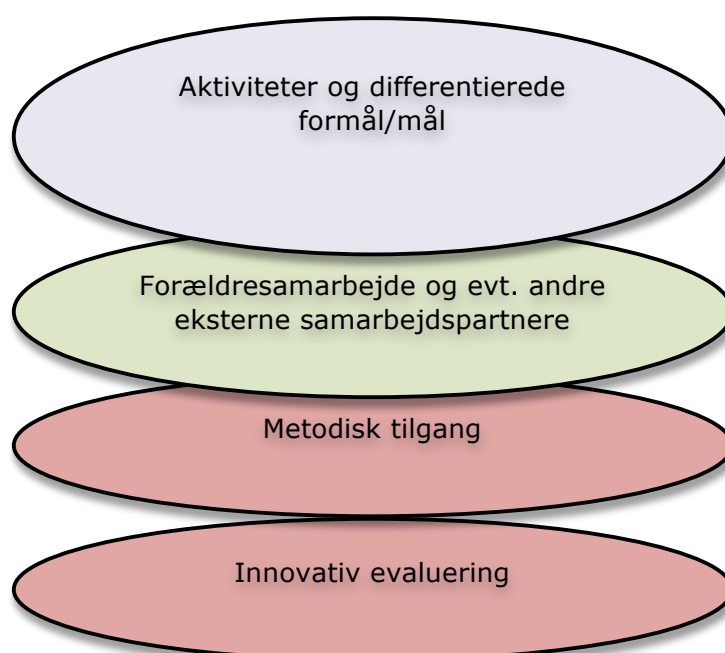 Aktiviteter og differentierede
formål/mål
Forældresamarbejde og evt. andre
eksterne samarbejdspartnere
Metodisk tilgang
Innovativ evaluering